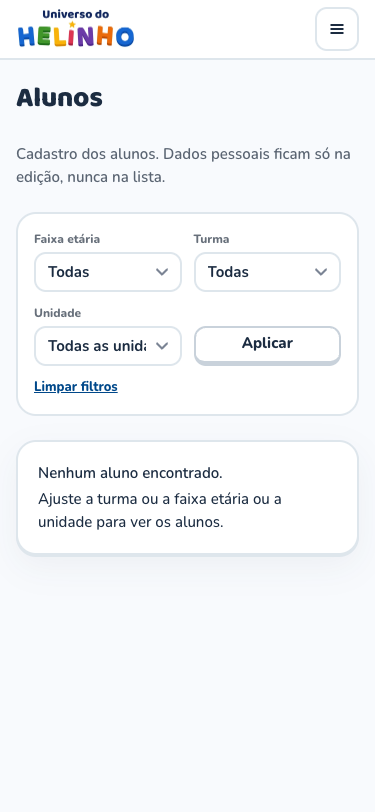 Universo do
HELINHO
Alunos
Cadastro dos alunos. Dados pessoais ficam só na
edição, nunca na lista.
Faixa etária
Turma
Todas
Todas
Unidade
Todas as unida
Aplicar
Limpar filtros
Nenhum aluno encontrado.
Ajuste a turma ou a faixa etária ou a
unidade para ver os alunos.